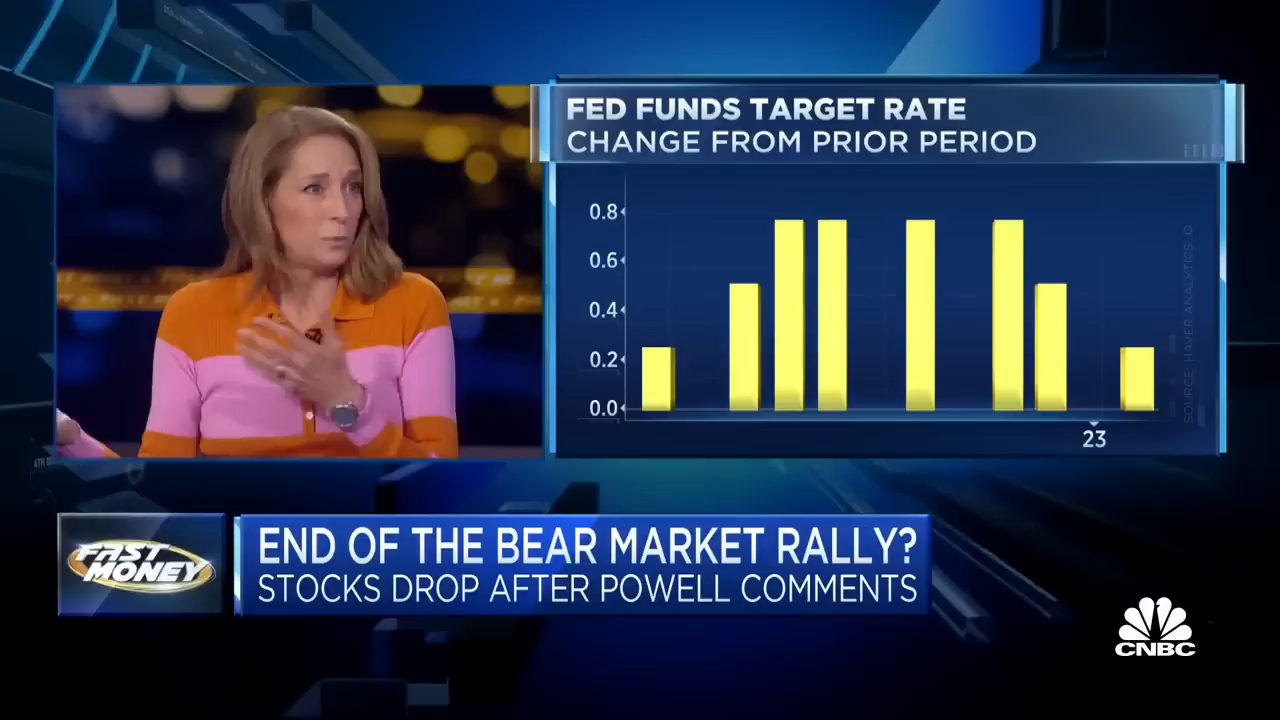 FED FUNDS TARGET RATE
CHANGE FROM PRIOR PERIOD
0.8
0.6
0.4
0.2
0.0
23
SOURCE: HAVER ANALYTICS
FAST
MONEY
END OF THE BEAR MARKET RALLY?
STOCKS DROP AFTER POWELL COMMENTS
CNBC